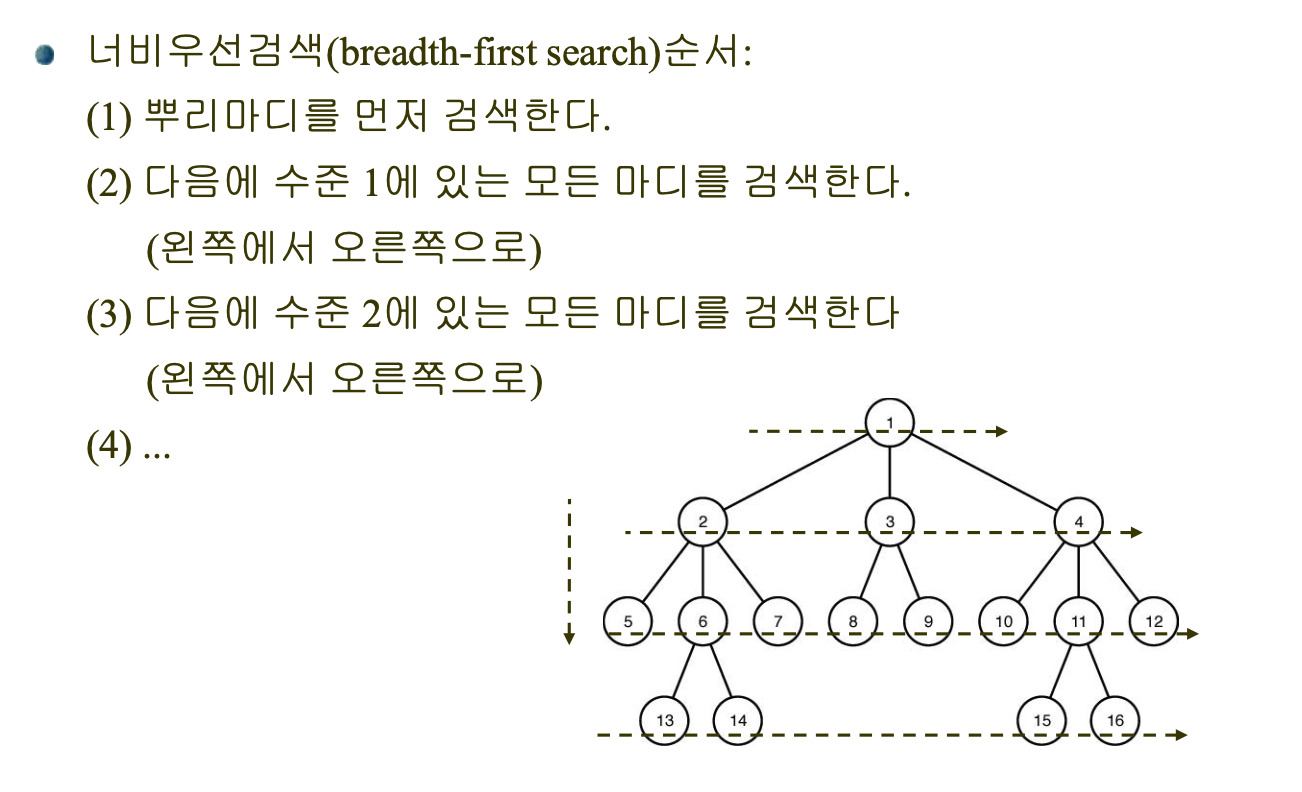 너비우선검색(breadth-first search)순서:
(1) 뿌리마디를 먼저 검색한다.
(2) 다음에 수준 1에 있는 모든 마디를 검색한다.
(왼쪽에서 오른쪽으로)
(3) 다음에 수준 2에 있는 모든 마디를 검색한다
(왼쪽에서 오른쪽으로)
(4) ...
1
2 3 4
5 6 7 8 9 10 11 12
13 14 15 16